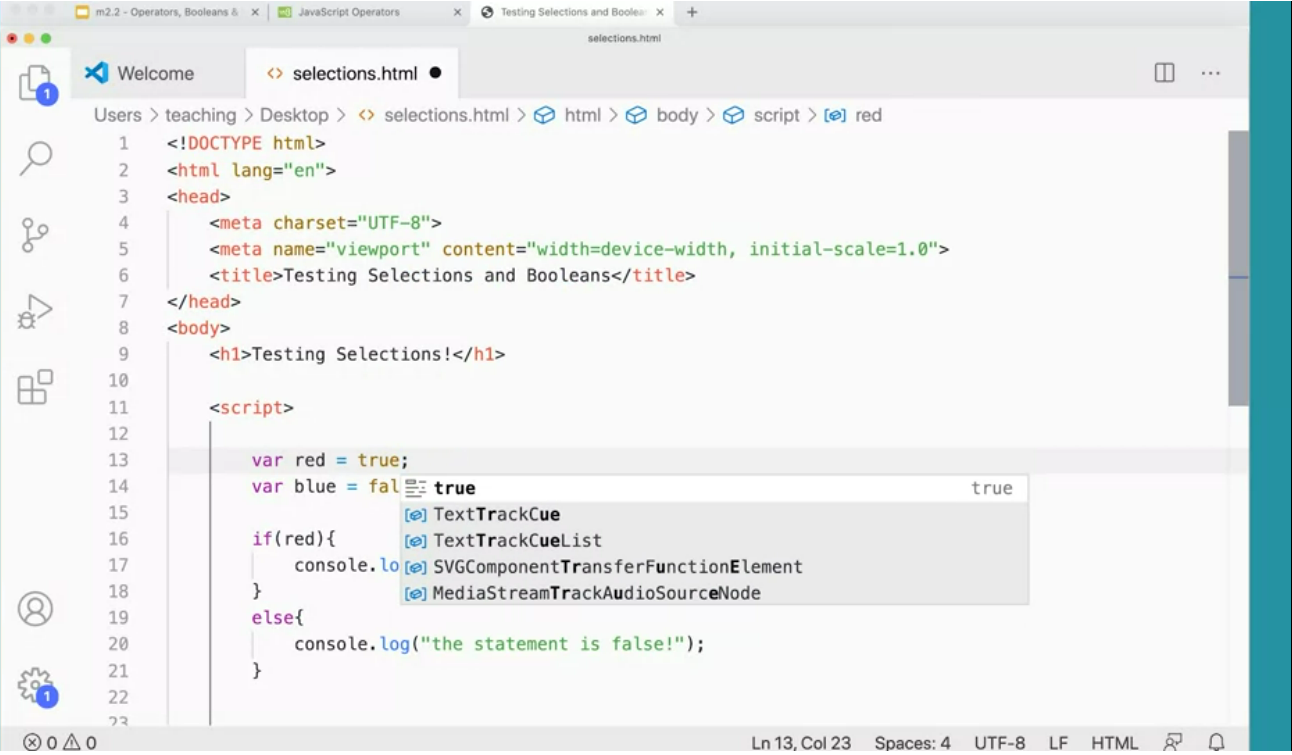 m2.2 - Operators, Booleans &
JavaScript Operators
Testing Selections and Boolea
selections.html
Welcome
selections.html
Users > teaching > Desktop > selections.html > html > body > script > red
1 <!DOCTYPE html>
2 <html lang="en">
3 <head>
4 <meta charset="UTF-8">
5 <meta name="viewport" content="width=device-width, initial-scale=1.0">
6 <title>Testing Selections and Booleans</title>
7 </head>
8 <body>
9 <h1>Testing Selections!</h1>
10
11 <script>
12
13 var red = true;
14 var blue = fal
true true
TextTrackCue
15
TextTrackCueList
16 if(red){
17 console.lo
SVGComponentTransferFunctionElement
18 }
MediaStreamTrackAudioSourceNode
19 else{
20 console.log("the statement is false!");
21 }
22
23
1
1
0 0
Ln 13, Col 23 Spaces: 4 UTF-8 LF HTML